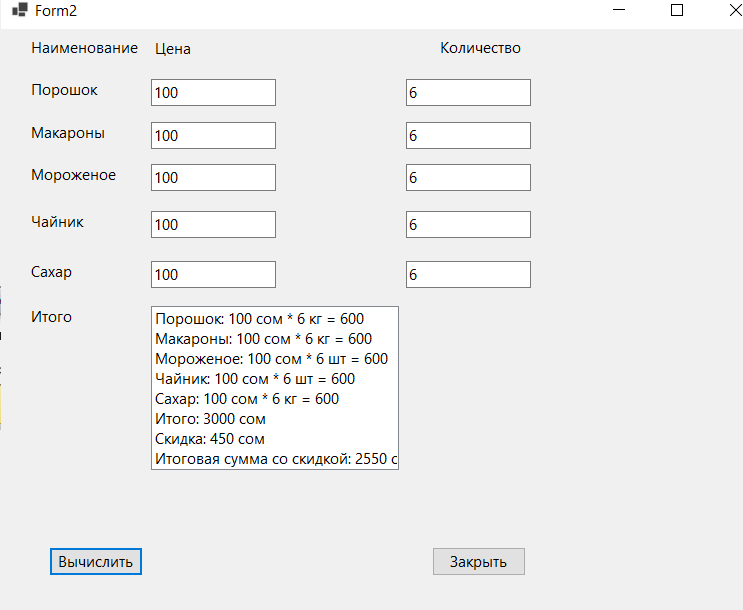 Form2
Наименование Цена Количество
Порошок 100 6
Макароны 100 6
Мороженое 100 6
Чайник 100 6
Сахар 100 6
Итого
Порошок: 100 сом * 6 кг = 600
Макароны: 100 сом * 6 кг = 600
Мороженое: 100 сом * 6 шт = 600
Чайник: 100 сом * 6 шт = 600
Сахар: 100 сом * 6 кг = 600
Итого: 3000 сом
Скидка: 450 сом
Итоговая сумма со скидкой: 2550 с
Вычислить Закрыть